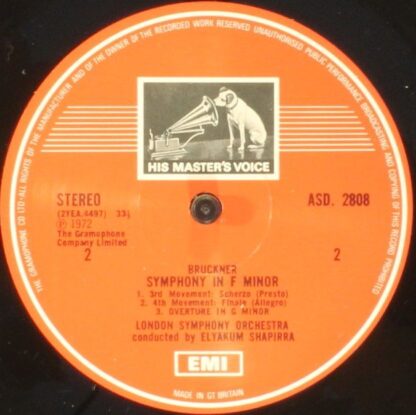 THE GRAMOPHONE CO LTD·ALL RIGHTS OF THE MANUFACTURER AND OF THE OWNER OF THE RECORDED WORK RESERVED UNAUTHORISED PUBLIC PERFORMANCE BROADCASTING AND COPYING OF THIS RECORD PROHIBITED
HIS MASTER'S VOICE
STEREO
ASD. 2808
(2YEA.4497) 33⅓
℗ 1972
The Gramophone
Company Limited
2
2
BRUCKNER
SYMPHONY IN F MINOR
1. 3rd Movement: Scherzo (Presto)
2. 4th Movement: Finale (Allegro)
3. OVERTURE IN G MINOR
LONDON SYMPHONY ORCHESTRA
conducted by ELYAKUM SHAPIRRA
EMI
MADE IN GT BRITAIN